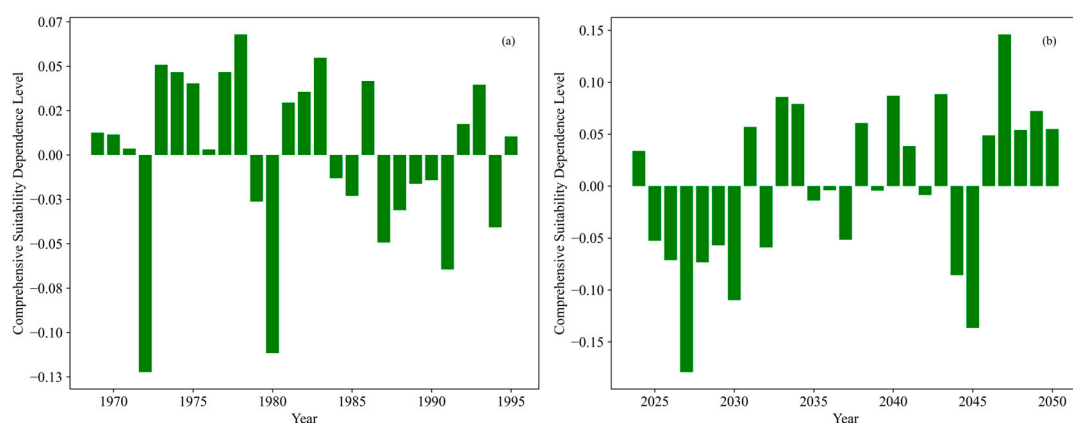 Comprehensive Suitability Dependence Level
0.07
0.05
0.02
0.00
−0.03
−0.05
−0.08
−0.10
−0.13
(a)
1970 1975 1980 1985 1990 1995
Year
Comprehensive Suitability Dependence Level
0.15
0.10
0.05
0.00
−0.05
−0.10
−0.15
(b)
2025 2030 2035 2040 2045 2050
Year